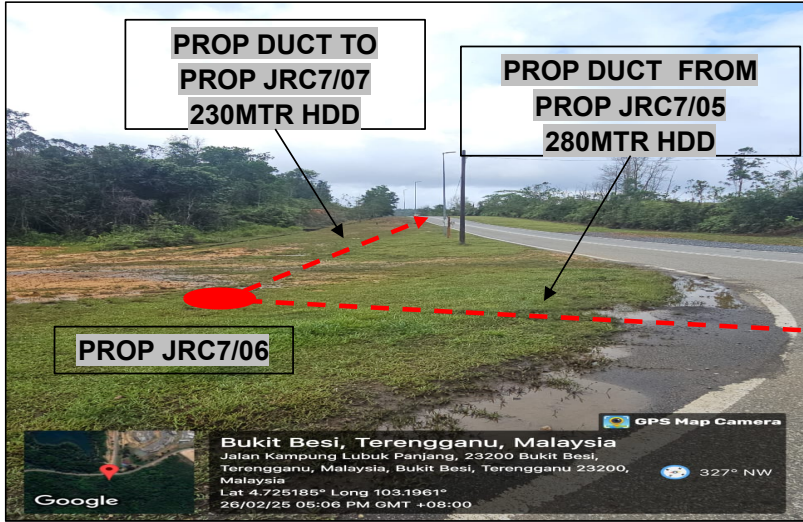 PROP DUCT TO
PROP JRC7/07
230MTR HDD
PROP DUCT FROM
PROP JRC7/05
280MTR HDD
PROP JRC7/06
GPS Map Camera
Bukit Besi, Terengganu, Malaysia
Jalan Kampung Lubuk Panjang, 23200 Bukit Besi,
Terengganu, Malaysia, Bukit Besi, Terengganu 23200,
Malaysia
Lat 4.725185° Long 103.1961°
26/02/25 05:06 PM GMT +08:00
327° NW
Google